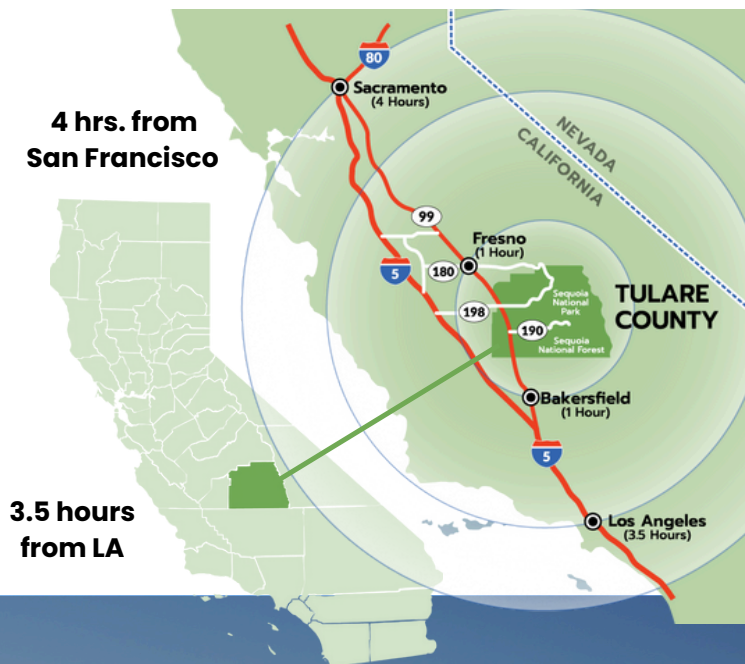 80
Sacramento
(4 Hours)
4 hrs. from
San Francisco
NEVADA
CALIFORNIA
99
Fresno
(1 Hour)
5
180
Sequoia
National
Park
TULARE
COUNTY
198
190
Sequoia
National Forest
Bakersfield
(1 Hour)
5
3.5 hours
from LA
Los Angeles
(3.5 Hours)